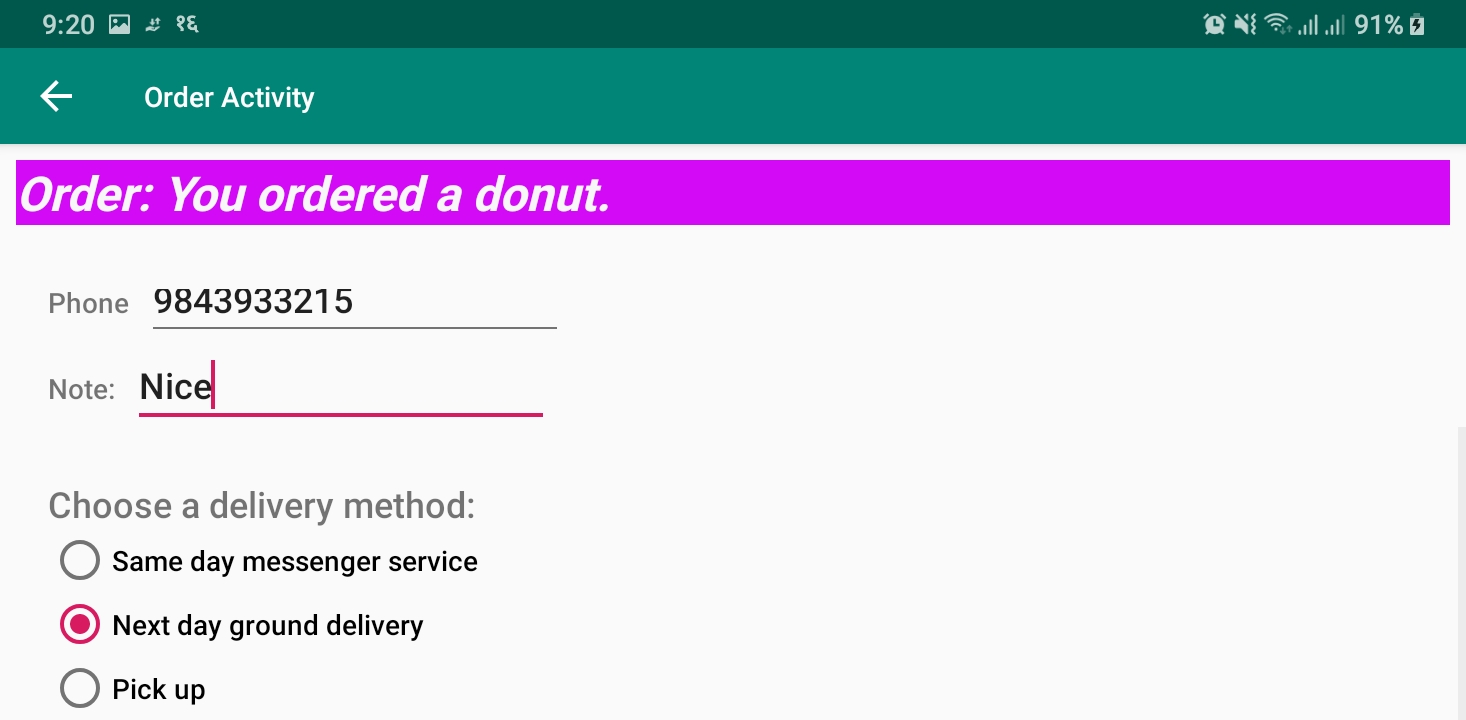 9:20 १६ 91%
Order Activity
Order: You ordered a donut.
Phone 9843933215
Note: Nice
Choose a delivery method:
Same day messenger service
Next day ground delivery
Pick up